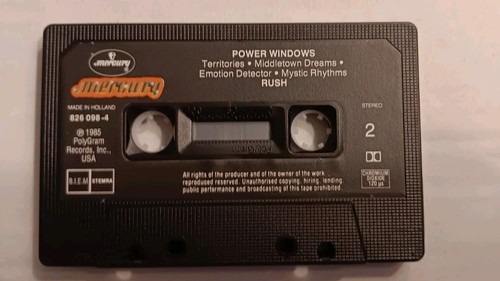 mercury
mercury
POWER WINDOWS
Territories • Middletown Dreams •
Emotion Detector • Mystic Rhythms
RUSH
MADE IN HOLLAND
826 098-4
℗ 1985
PolyGram
Records, Inc.,
USA
STEREO
2
B.I.E.M. STEMRA
All rights of the producer and of the owner of the work
reproduced reserved. Unauthorised copying, hiring, lending,
public performance and broadcasting of this tape prohibited.
CHROMIUM
DIOXIDE
120 µs